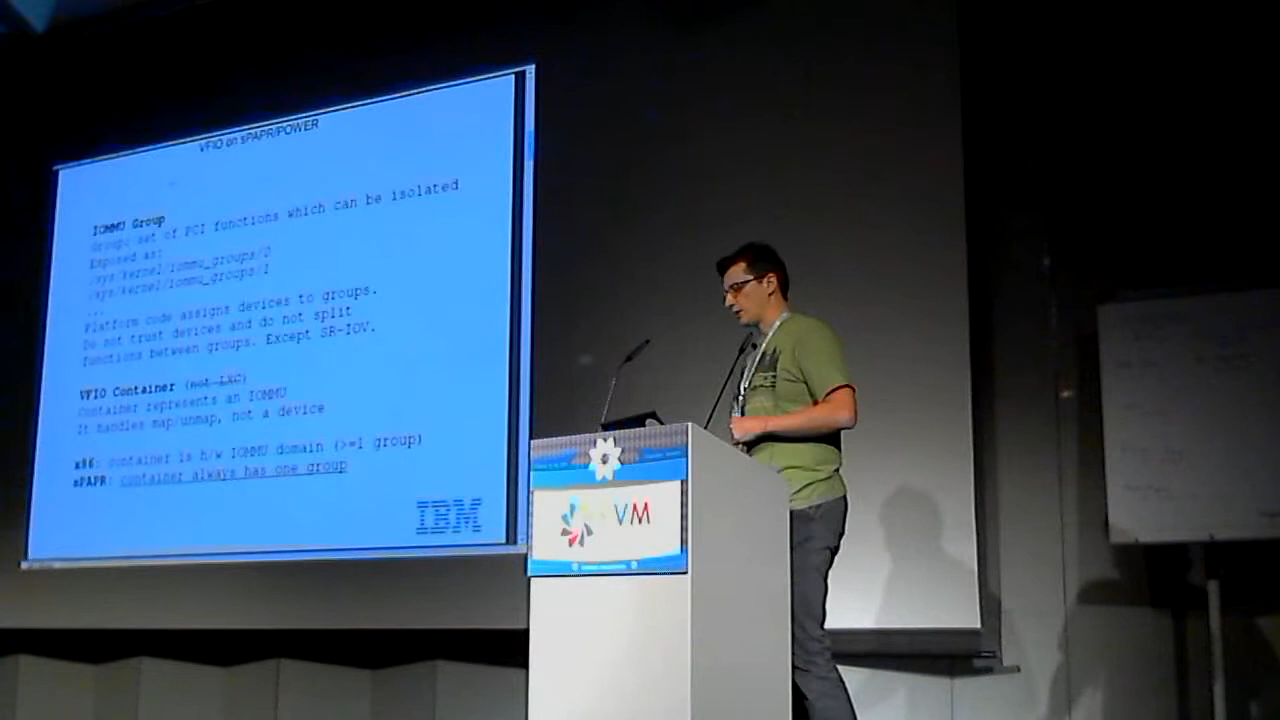 VFIO on sPAPR/POWER
IOMMU Group
Group: set of PCI functions which can be isolated
Exposed as:
/sys/kernel/iommu_groups/0
/sys/kernel/iommu_groups/1
...
Platform code assigns devices to groups.
Do not trust devices and do not split
functions between groups. Except SR-IOV.
VFIO Container (not LXC)
Container represents an IOMMU
It handles map/unmap, not a device
x86: container is h/w IOMMU domain (>=1 group)
sPAPR: container always has one group
IBM
VM